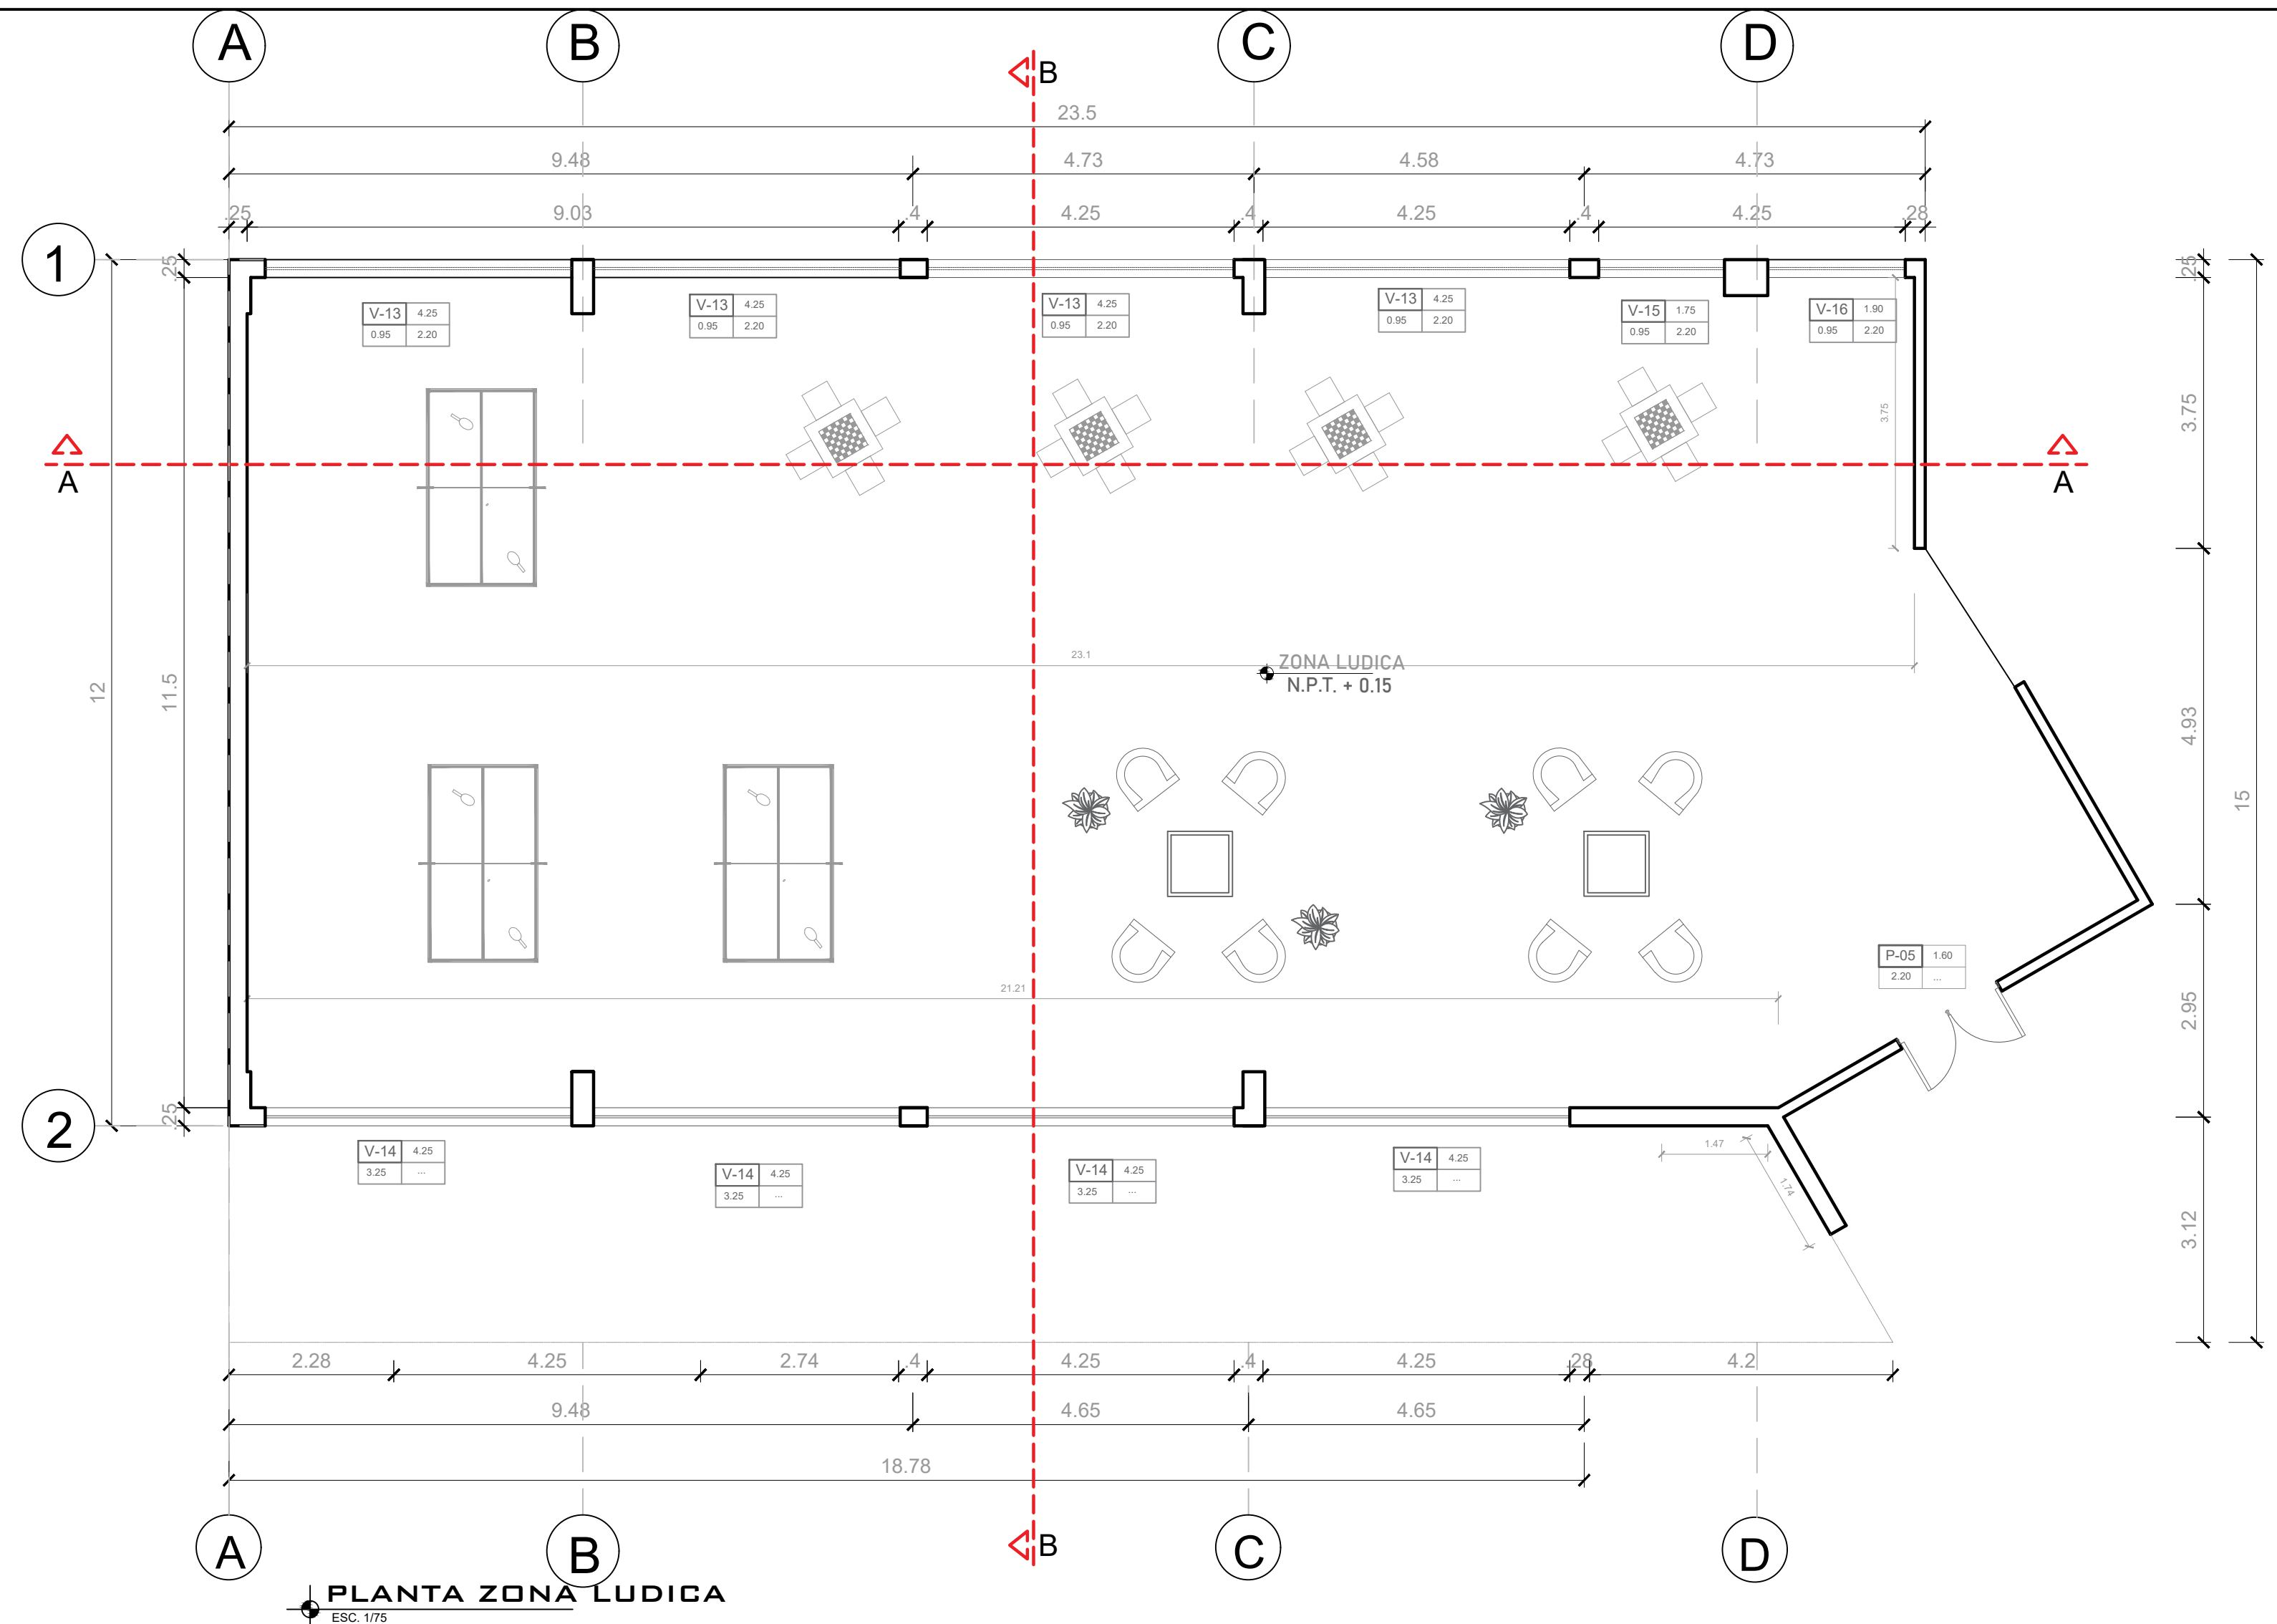 A B C D
B
23.5
9.48 4.73 4.58 4.73
.25 9.03 .4 4.25 .4 4.25 .4 4.25 .28
1
.25
.25
V-13 4.25
0.95 2.20
V-13 4.25
0.95 2.20
V-13 4.25
0.95 2.20
V-13 4.25
0.95 2.20
V-15 1.75
0.95 2.20
V-16 1.90
0.95 2.20
3.75
3.75
A A
23.1
ZONA LUDICA
N.P.T. + 0.15
12
11.5
4.93
15
P-05 1.60
2.20 ...
21.21
2.95
.25
2
V-14 4.25
3.25 ...
V-14 4.25
3.25 ...
V-14 4.25
3.25 ...
V-14 4.25
3.25 ...
1.47
1.74
3.12
2.28 4.25 2.74 .4 4.25 .4 4.25 .28 4.2
9.48 4.65 4.65
18.78
B
A B C D
PLANTA ZONA LUDICA
ESC. 1/75